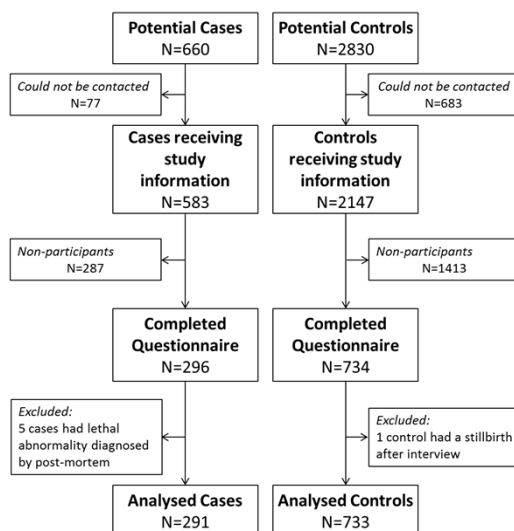 Potential Cases
N=660
Potential Controls
N=2830
Could not be contacted
N=77
Could not be contacted
N=683
Cases receiving
study
information
N=583
Controls
receiving study
information
N=2147
Non-participants
N=287
Non-participants
N=1413
Completed
Questionnaire
N=296
Completed
Questionnaire
N=734
Excluded:
5 cases had lethal
abnormality diagnosed
by post-mortem
Excluded:
1 control had a stillbirth
after interview
Analysed Cases
N=291
Analysed Controls
N=733